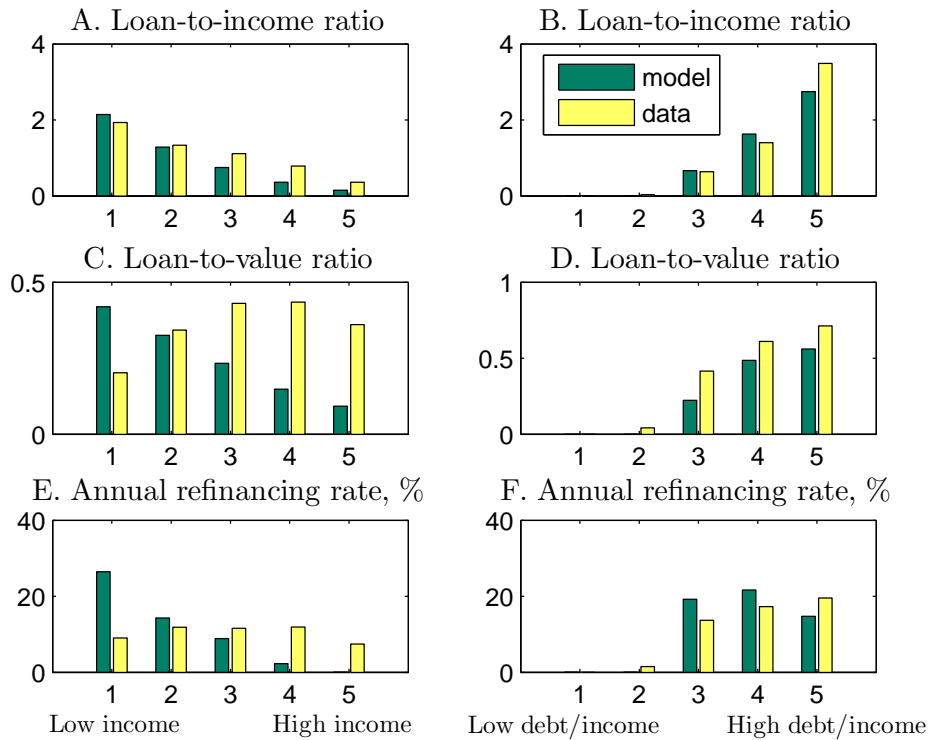 A. Loan-to-income ratio
4
2
0
1 2 3 4 5
B. Loan-to-income ratio
model
data
4
2
0
1 2 3 4 5
C. Loan-to-value ratio
0.5
0
1 2 3 4 5
D. Loan-to-value ratio
1
0.5
0
1 2 3 4 5
E. Annual refinancing rate, %
40
20
0
1 2 3 4 5
Low income High income
F. Annual refinancing rate, %
40
20
0
1 2 3 4 5
Low debt/income High debt/income